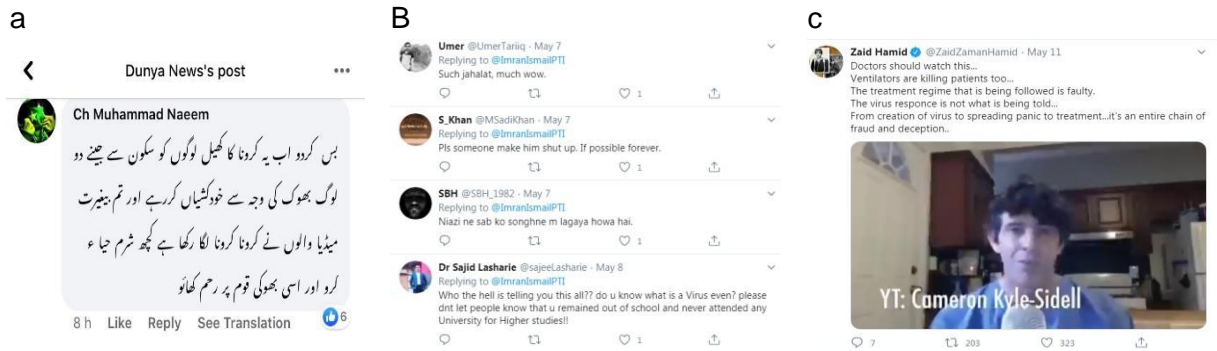 a
Dunya News's post
Ch Muhammad Naeem
بس کردو اب یہ کرونا کا کھیل لوگوں کو سکون سے جینے دو
لوگ بھوک کی وجہ سے خودکشیاں کررہے اور تم بیغیرت
میڈیا والوں نے کرونا کرونا لگا رکھا ہے کچھ شرم حیا ء
کرو اور اسی بھوکی قوم پر رحم کھائو
8 h Like Reply See Translation 6
B
Umer @UmerTariiq · May 7
Replying to @ImranIsmailPTI
Such jahalat, much wow.
1
S_Khan @MSadiKhan · May 7
Replying to @ImranIsmailPTI
Pls someone make him shut up. If possible forever.
1
SBH @SBH_1982 · May 7
Replying to @ImranIsmailPTI
Niazi ne sab ko songhne m lagaya howa hai.
1
Dr Sajid Lasharie @sajeeLasharie · May 8
Replying to @ImranIsmailPTI
Who the hell is telling you this all?? do u know what is a Virus even? please
dnt let people know that u remained out of school and never attended any
University for Higher studies!!
1
c
Zaid Hamid @ZaidZamanHamid · May 11
Doctors should watch this...
Ventilators are killing patients too...
The treatment regime that is being followed is faulty.
The virus responce is not what is being told...
From creation of virus to spreading panic to treatment...it's an entire chain of
fraud and deception..
YT: Cameron Kyle-Sidell
7 203 323